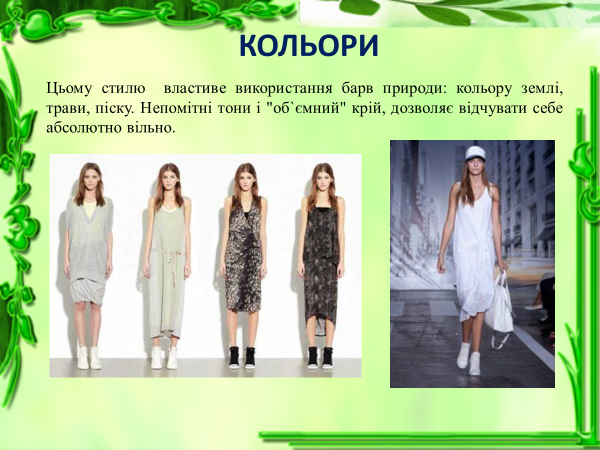 КОЛЬОРИ
Цьому стилю властиве використання барв природи: кольору землі,
трави, піску. Непомітні тони і "об`ємний" крій, дозволяє відчувати себе
абсолютно вільно.